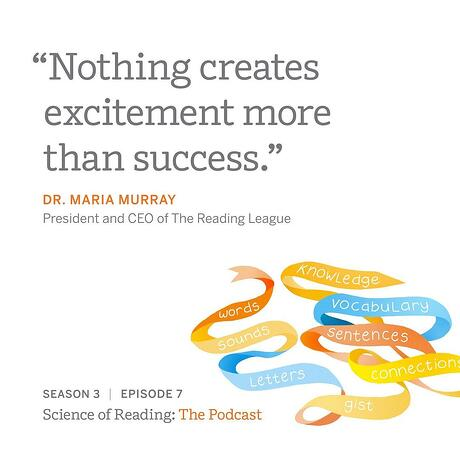 “Nothing creates
excitement more
than success.”
DR. MARIA MURRAY
President and CEO of The Reading League
knowledge
words
vocabulary
sounds
sentences
Letters
connections
gist
SEASON 3 | EPISODE 7
Science of Reading: The Podcast